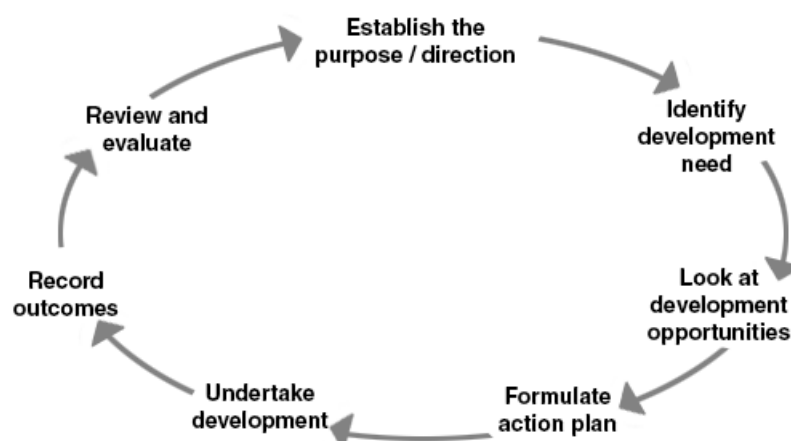 Establish the
purpose / direction
Identify
development
need
Look at
development
opportunities
Formulate
action plan
Undertake
development
Record
outcomes
Review and
evaluate